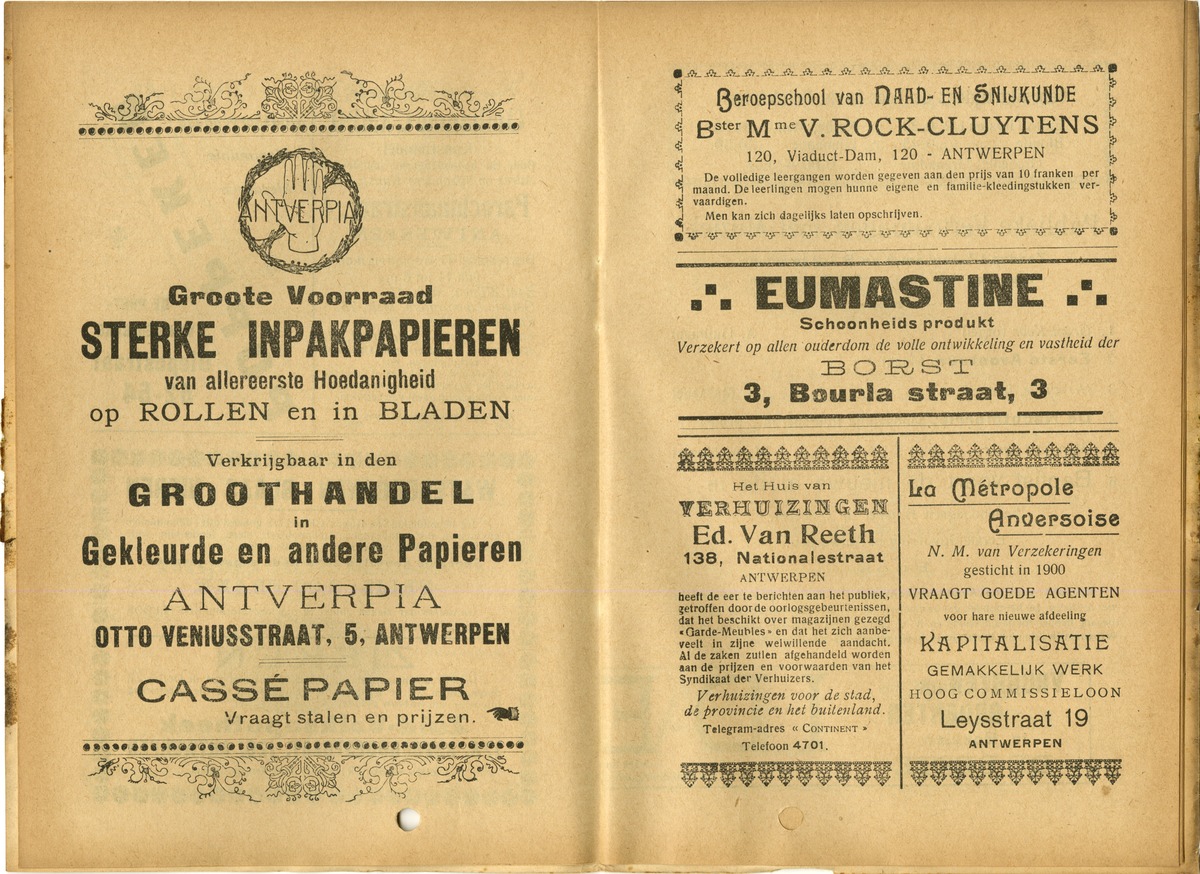 ANTVERPIA
Groote Voorraad
STERKE INPAKPAPIEREN
van allereerste Hoedanigheid
op ROLLEN en in BLADEN
Verkrijgbaar in den
GROOTHANDEL
in
Gekleurde en andere Papieren
ANTVERPIA
OTTO VENIUSSTRAAT, 5, ANTWERPEN
CASSÉ PAPIER
Vraagt stalen en prijzen.
Beroepschool van NAAD- EN SNIJKUNDE
Bster Mme V. ROCK-CLUYTENS
120, Viaduct-Dam, 120 - ANTWERPEN
De volledige leergangen worden gegeven aan den prijs van 10 franken per
maand. De leerlingen mogen hunne eigene en familie-kleedingstukken ver-
vaardigen.
Men kan zich dagelijks laten opschrijven.
EUMASTINE
Schoonheids produkt
Verzekert op allen ouderdom de volle ontwikkeling en vastheid der
BORST
3, Bourla straat, 3
Het Huis van
VERHUIZINGEN
Ed. Van Reeth
138, Nationalestraat
ANTWERPEN
heeft de eer te berichten aan het publiek,
getroffen door de oorlogsgebeurtenissen,
dat het beschikt over magazijnen gezegd
«Garde-Meubles» en dat het zich aanbe-
veelt in zijne welwillende aandacht.
Al de zaken zullen afgehandeld worden
aan de prijzen en voorwaarden van het
Syndikaat der Verhuizers.
Verhuizingen voor de stad,
de provincie en het buitenland.
Telegram-adres « CONTINENT »
Telefoon 4701.
La Métropole
Anversoise
N. M. van Verzekeringen
gesticht in 1900
VRAAGT GOEDE AGENTEN
voor hare nieuwe afdeeling
KAPITALISATIE
GEMAKKELIJK WERK
HOOG COMMISSIELOON
Leysstraat 19
ANTWERPEN